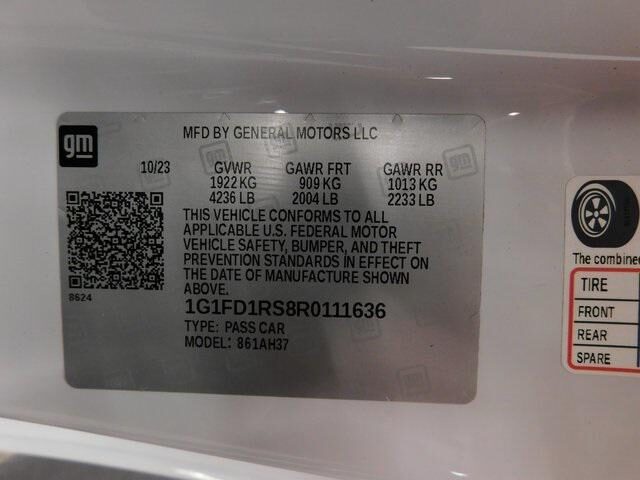 gm
MFD BY GENERAL MOTORS LLC
10/23 GVWR GAWR FRT GAWR RR
1922 KG 909 KG 1013 KG
4236 LB 2004 LB 2233 LB
THIS VEHICLE CONFORMS TO ALL
APPLICABLE U.S. FEDERAL MOTOR
VEHICLE SAFETY, BUMPER, AND THEFT
PREVENTION STANDARDS IN EFFECT ON
THE DATE OF MANUFACTURE SHOWN
ABOVE.
8624
1G1FD1RS8R0111636
TYPE: PASS CAR
MODEL: 861AH37
The combine
TIRE
FRONT
REAR
SPARE